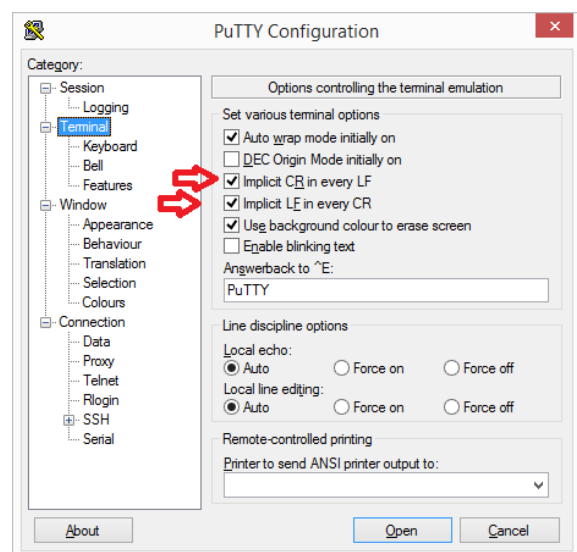 PuTTY Configuration
Category:
Session
Logging
Terminal
Keyboard
Bell
Features
Window
Appearance
Behaviour
Translation
Selection
Colours
Connection
Data
Proxy
Telnet
Rlogin
SSH
Serial
Options controlling the terminal emulation
Set various terminal options
Auto wrap mode initially on
DEC Origin Mode initially on
Implicit CR in every LF
Implicit LF in every CR
Use background colour to erase screen
Enable blinking text
Answerback to ^E:
PuTTY
Line discipline options
Local echo:
Auto Force on Force off
Local line editing:
Auto Force on Force off
Remote-controlled printing
Printer to send ANSI printer output to:
About Open Cancel